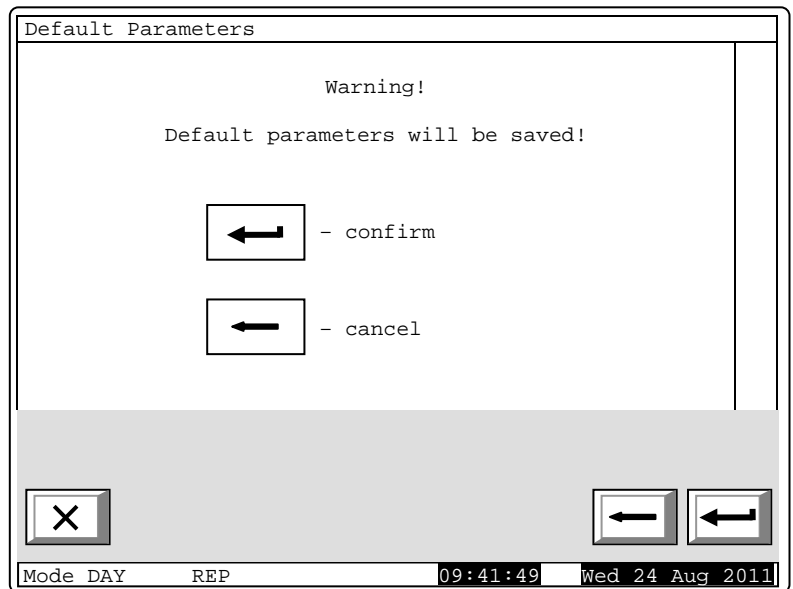 Default Parameters
Warning!
Default parameters will be saved!
– confirm
– cancel
Mode DAY REP 09:41:49 Wed 24 Aug 2011